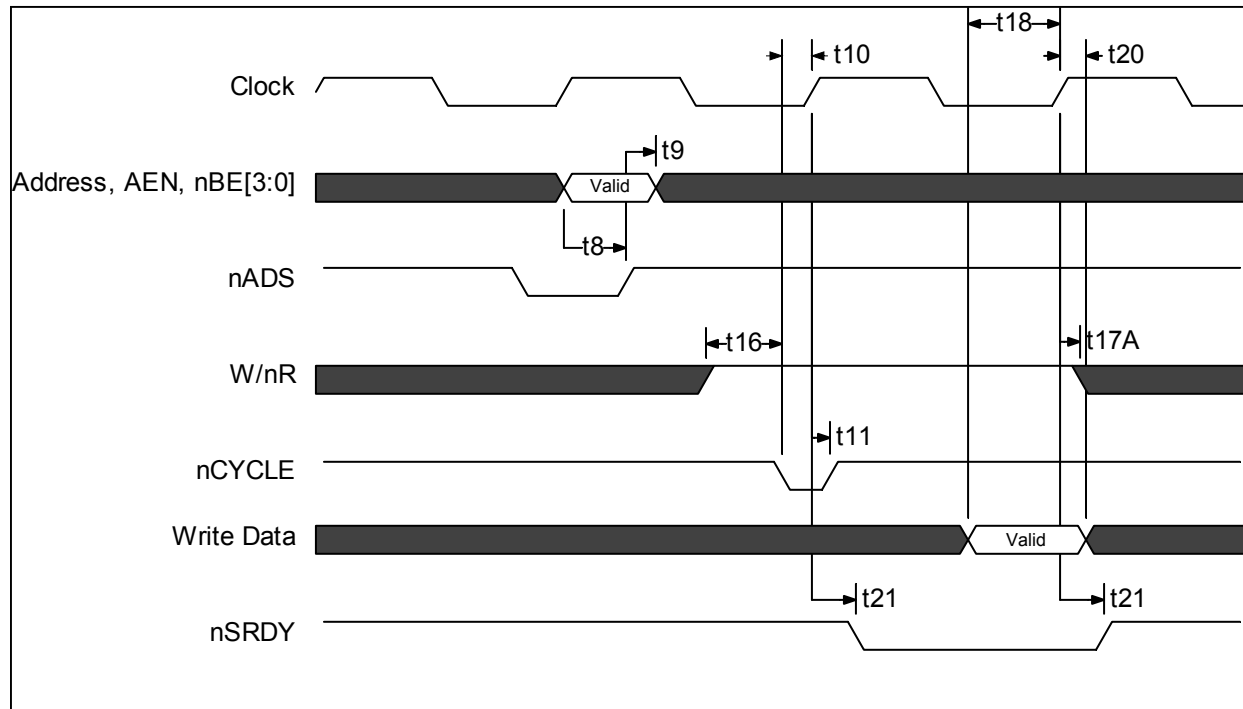 t18
t10
t20
Clock
t9
Address, AEN, nBE[3:0]
Valid
t8
nADS
t16
t17A
W/nR
t11
nCYCLE
Write Data
Valid
t21
t21
nSRDY